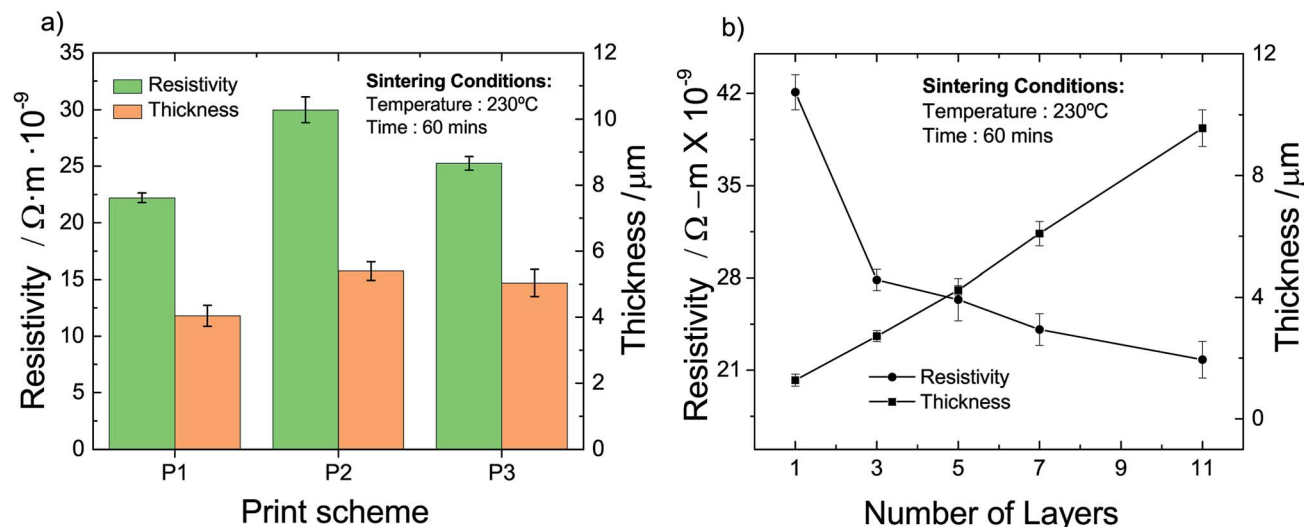 a)
Resistivity / Ω·m ·10⁻⁹
35
30
25
20
15
10
5
0
Resistivity
Thickness
Sintering Conditions:
Temperature : 230ºC
Time : 60 mins
12
10
8
6
4
2
0
Thickness /μm
P1 P2 P3
Print scheme
b)
Resistivity / Ω –m X 10⁻⁹
42
35
28
21
Sintering Conditions:
Temperature : 230ºC
Time : 60 mins
Resistivity
Thickness
12
8
4
0
Thickness /μm
1 3 5 7 9 11
Number of Layers